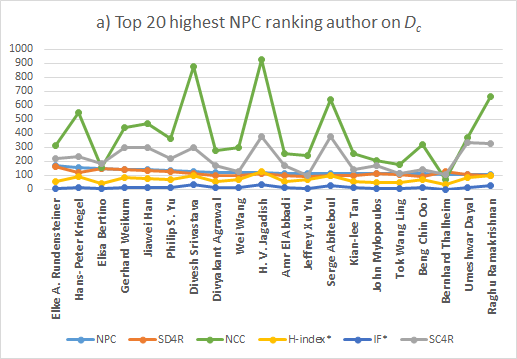 a) Top 20 highest NPC ranking author on Dc
1000
900
800
700
600
500
400
300
200
100
0
Elke A. Rundensteiner
Hans-Peter Kriegel
Elisa Bertino
Gerhard Weikum
Jiawei Han
Philip S. Yu
Divesh Srivastava
Divyakant Agrawal
Wei Wang
H. V. Jagadish
Amr El Abbadi
Jeffrey X. Yu
Serge Abiteboul
Kian-lee Tan
John Mylopoulos
Tok Wang Ling
Beng Chin Ooi
Bernhard Thalheim
Umeshwar Dayal
Raghu Ramakrishnan
NPC
SD4R
NCC
H-index*
IF*
SC4R